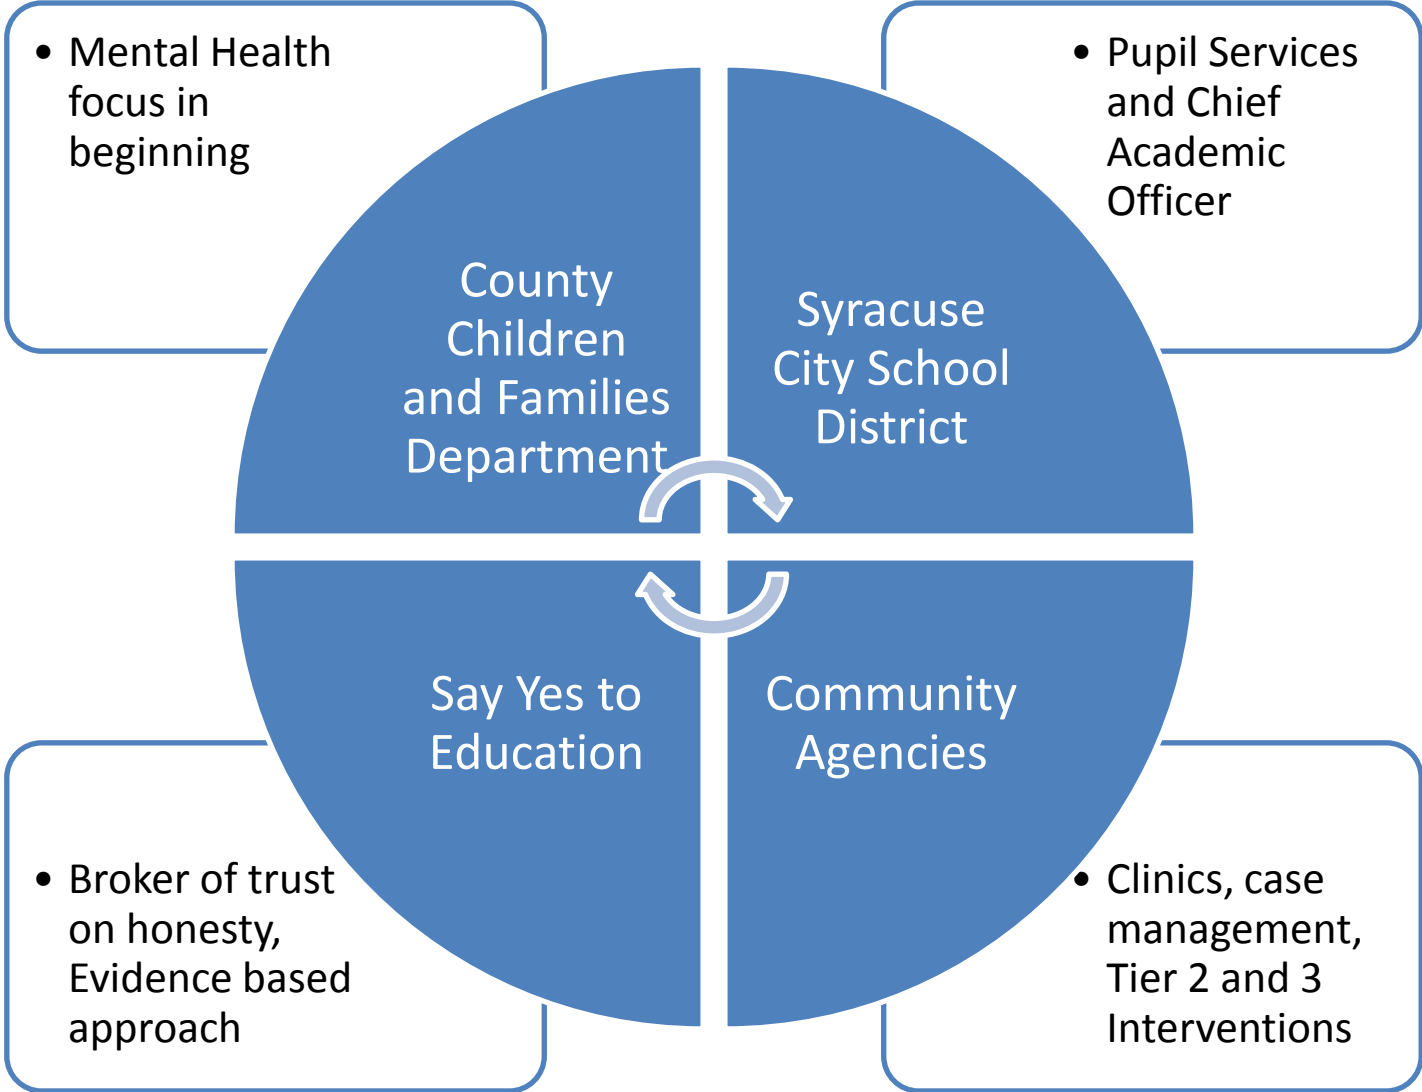 • Mental Health
focus in
beginning
• Pupil Services
and Chief
Academic
Officer
County
Children
and Families
Department
Syracuse
City School
District
Say Yes to
Education
Community
Agencies
• Broker of trust
on honesty,
Evidence based
approach
• Clinics, case
management,
Tier 2 and 3
Interventions